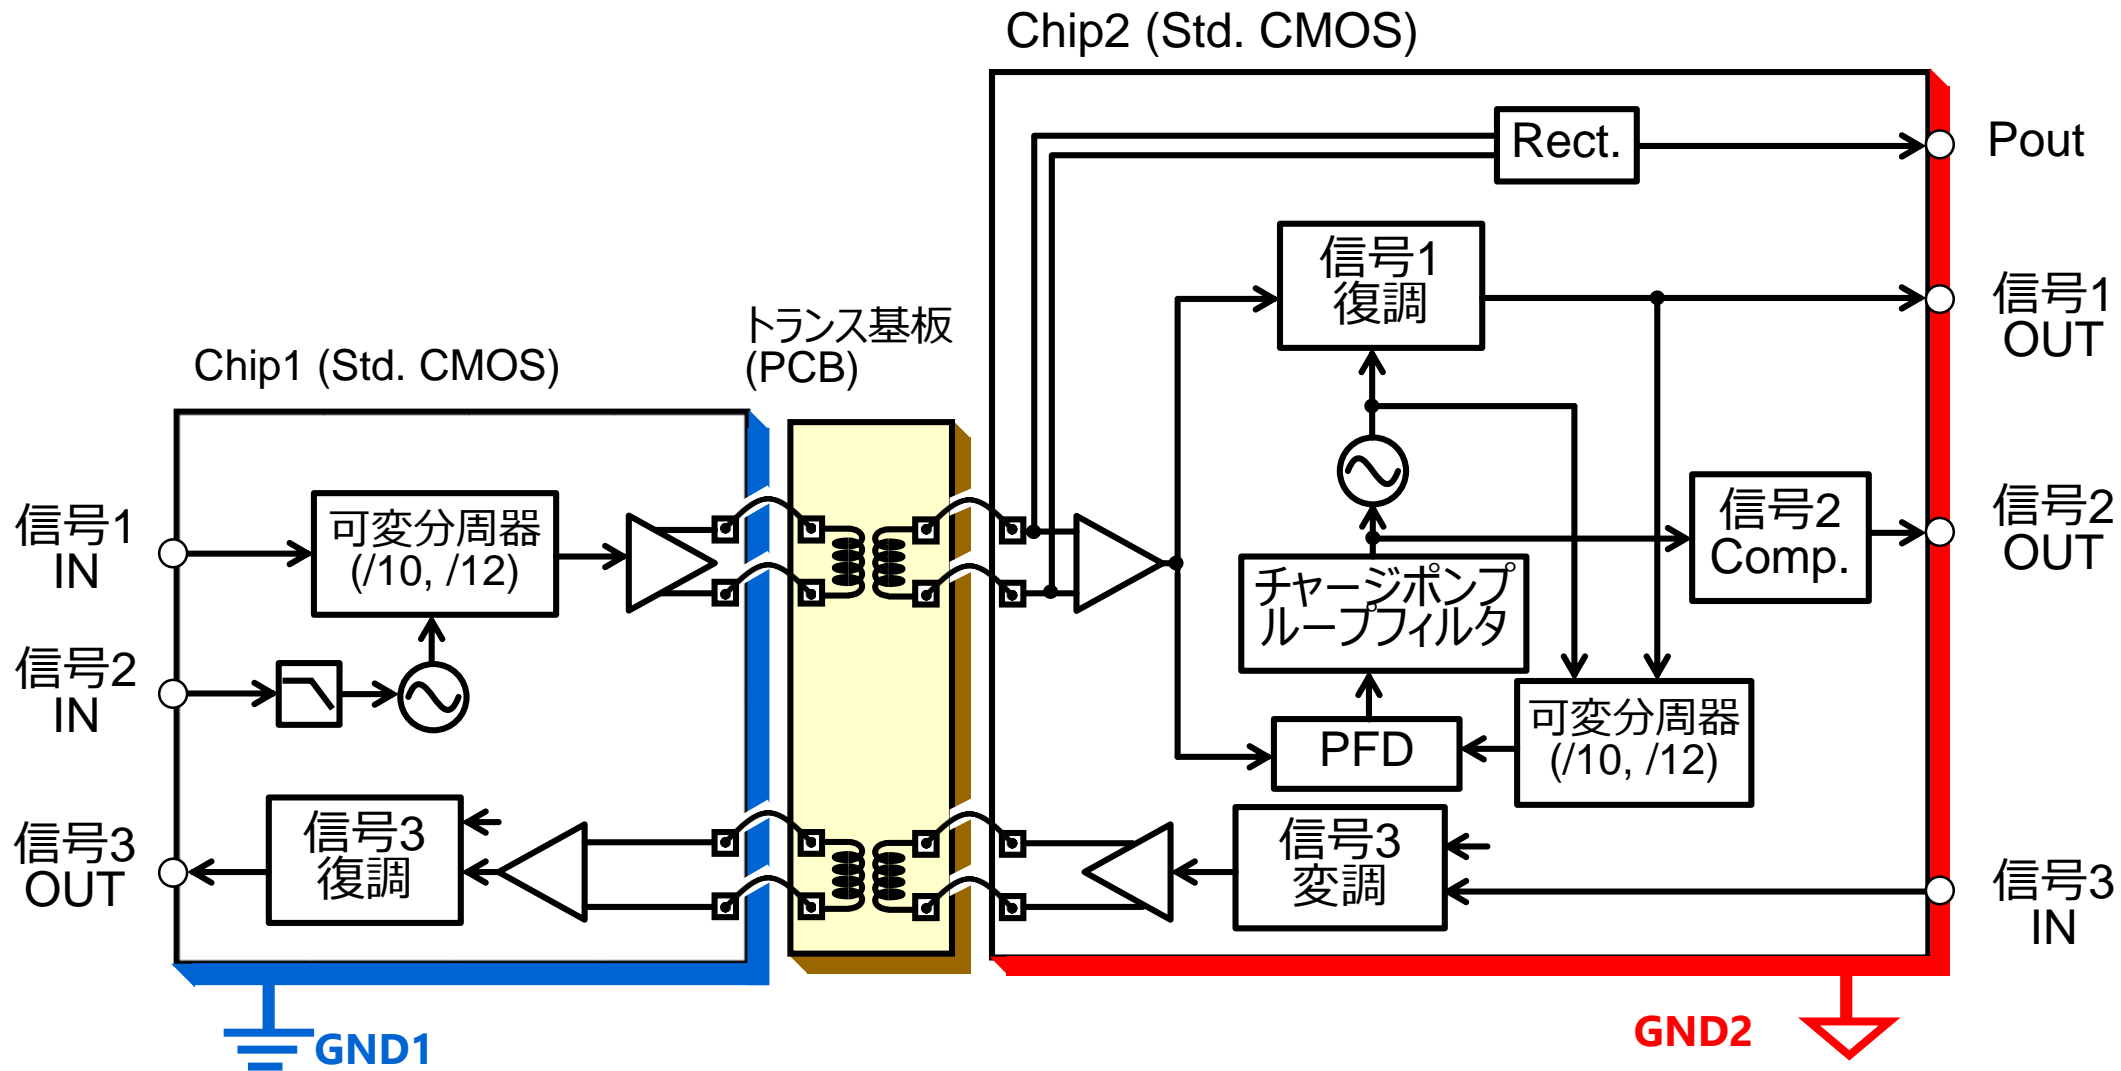 Chip2 (Std. CMOS)
Rect.
Pout
信号1
復調
信号1
OUT
トランス基板
(PCB)
Chip1 (Std. CMOS)
信号1
IN
可変分周器
(/10, /12)
信号2
Comp.
信号2
OUT
チャージポンプ
ループフィルタ
信号2
IN
PFD
可変分周器
(/10, /12)
信号3
OUT
信号3
復調
信号3
変調
信号3
IN
GND1
GND2